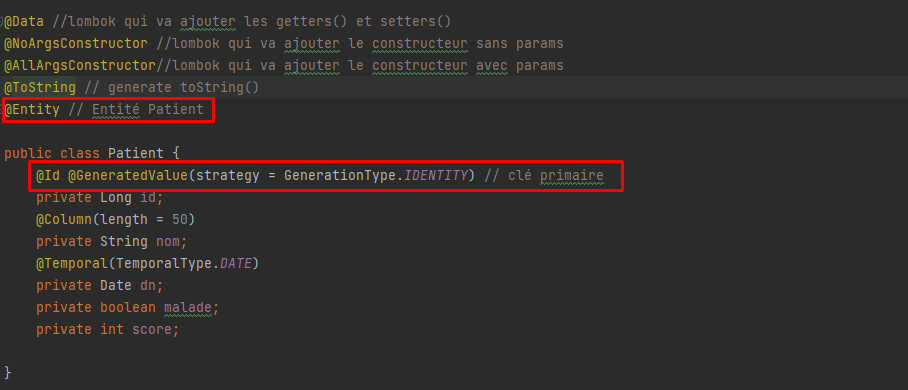 @Data //lombok qui va ajouter les getters() et setters()
@NoArgsConstructor //lombok qui va ajouter le constructeur sans params
@AllArgsConstructor//lombok qui va ajouter le constructeur avec params
@ToString // generate toString()
@Entity // Entité Patient
public class Patient {
@Id @GeneratedValue(strategy = GenerationType.IDENTITY) // clé primaire
private Long id;
@Column(length = 50)
private String nom;
@Temporal(TemporalType.DATE)
private Date dn;
private boolean malade;
private int score;
}